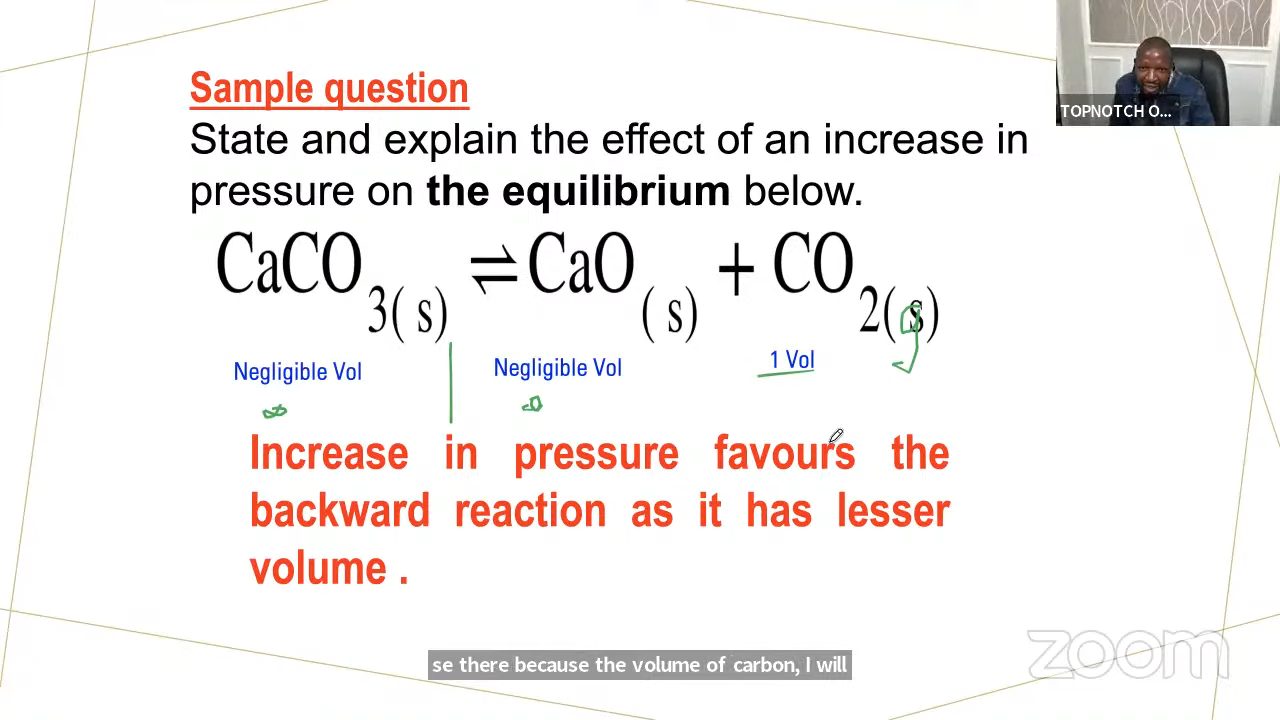 Sample question
State and explain the effect of an increase in
pressure on the equilibrium below.
CaCO3( s) ⇌ CaO( s) + CO2( s)
Negligible Vol Negligible Vol 1 Vol
Increase in pressure favours the
backward reaction as it has lesser
volume .
se there because the volume of carbon, I will
zoom
TOPNOTCH O...